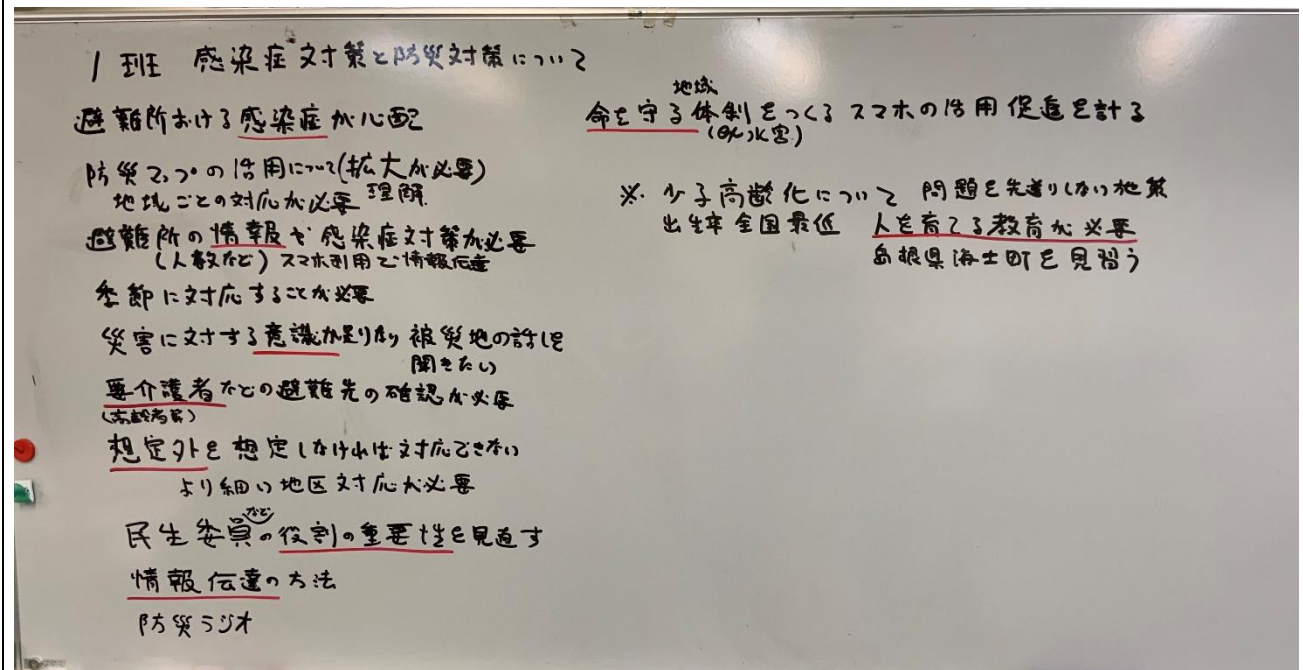 1班 感染症対策と防災対策について
避難所おける感染症が心配
防災マップの活用について(拡大が必要)
地域ごとの対応が必要 理解
避難所の情報や感染症対策が必要
(人数など) スマホ利用で情報伝達
季節に対応することが必要
災害に対する意識が足りない 被災地の話しを
聞きたい
要介護者などの避難先の確認が必要
(高齢者等)
想定外を想定しなければ対応できない
より細い地区対応が必要
民生委員などの役割の重要性を見直す
情報伝達の方法
防災ラジオ
地域
命を守る体制をつくる スマホの活用促進を計る
水害)
※ 少子高齢化について 問題を先送りしない施策
出生率全国最低 人を育てる教育が必要
島根県海士町を見習う